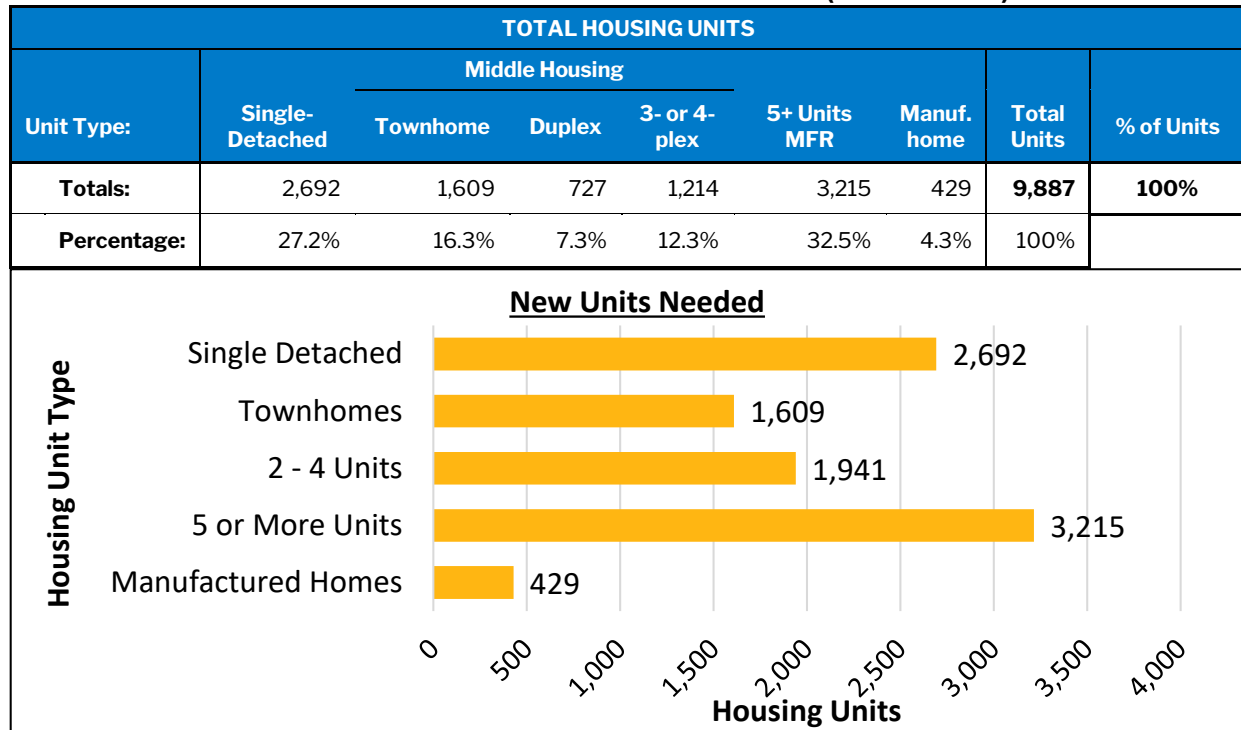 TOTAL HOUSING UNITS
Middle Housing
Unit Type: Single-Detached Townhome Duplex 3- or 4-plex 5+ Units MFR Manuf. home Total Units % of Units
Totals: 2,692 1,609 727 1,214 3,215 429 9,887 100%
Percentage: 27.2% 16.3% 7.3% 12.3% 32.5% 4.3% 100%
New Units Needed
Housing Unit Type
Single Detached 2,692
Townhomes 1,609
2 - 4 Units 1,941
5 or More Units 3,215
Manufactured Homes 429
0 500 1,000 1,500 2,000 2,500 3,000 3,500 4,000
Housing Units